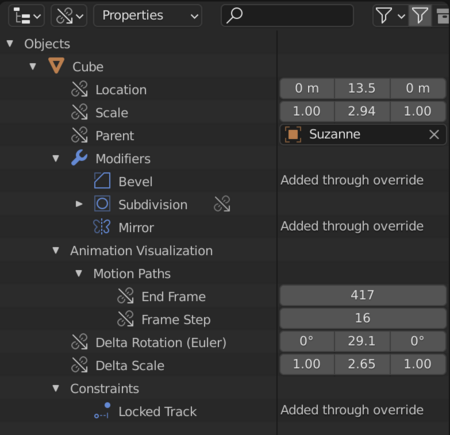 Properties
Objects
Cube
Location 0 m 13.5 0 m
Scale 1.00 2.94 1.00
Parent Suzanne
Modifiers
Bevel Added through override
Subdivision
Mirror Added through override
Animation Visualization
Motion Paths
End Frame 417
Frame Step 16
Delta Rotation (Euler) 0° 29.1 0°
Delta Scale 1.00 2.65 1.00
Constraints
Locked Track Added through override